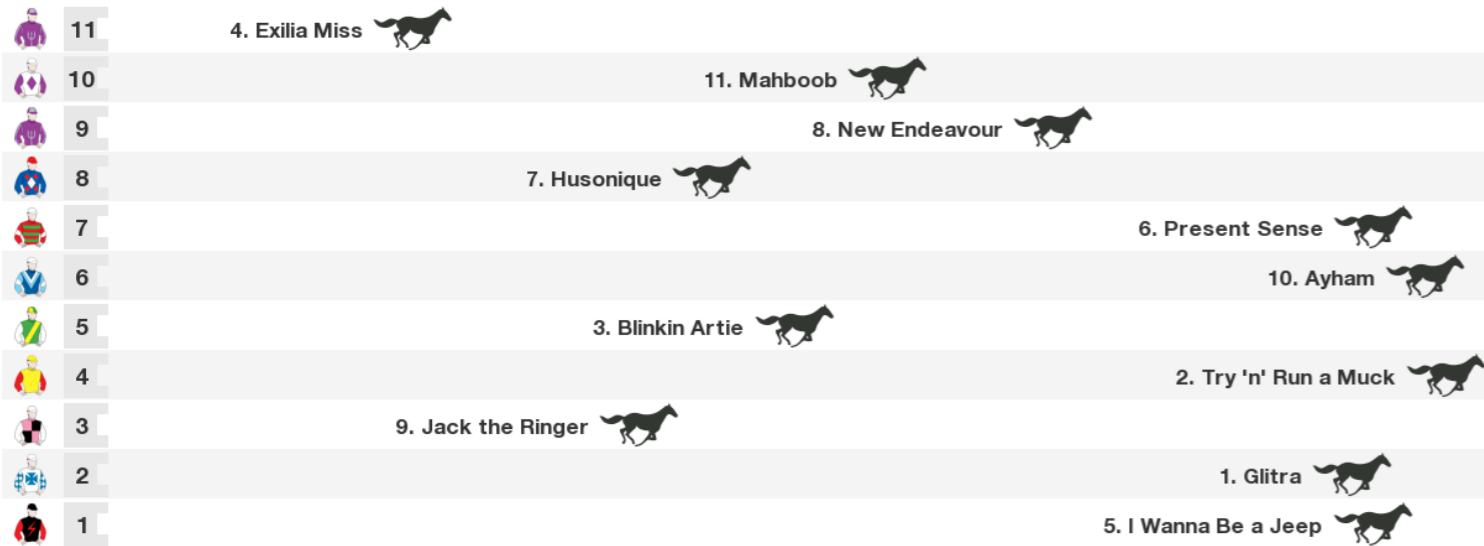 11 4. Exilia Miss
10 11. Mahboob
9 8. New Endeavour
8 7. Husonique
7 6. Present Sense
6 10. Ayham
5 3. Blinkin Artie
4 2. Try 'n' Run a Muck
3 9. Jack the Ringer
2 1. Glitra
1 5. I Wanna Be a Jeep